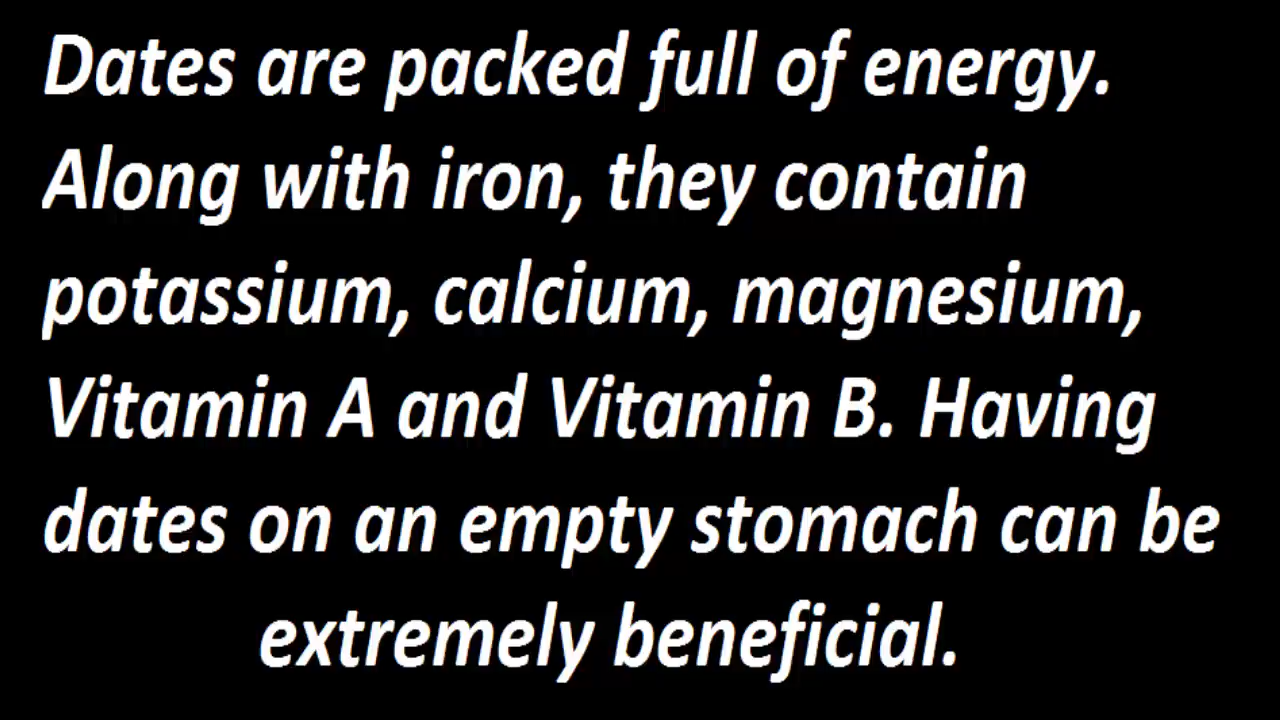 Dates are packed full of energy.
Along with iron, they contain
potassium, calcium, magnesium,
Vitamin A and Vitamin B. Having
dates on an empty stomach can be
extremely beneficial.